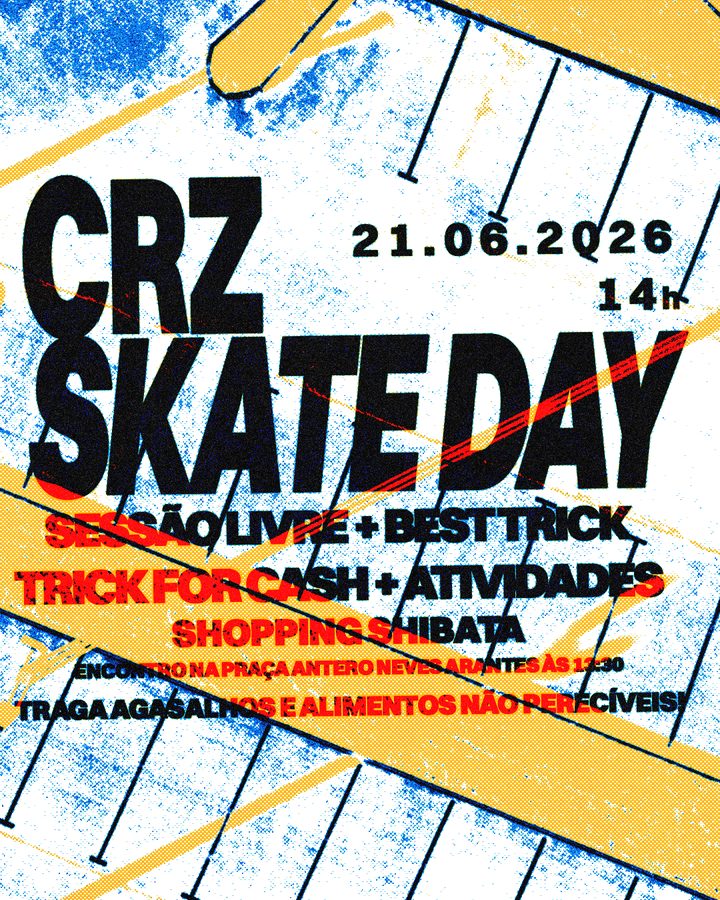 CRZ
21.06.2026
14h
SKATE DAY
SESSÃO LIVRE + BEST TRICK
TRICK FOR CASH + ATIVIDADES
SHOPPING SHIBATA
ENCONTRO NA PRAÇA ANTERO NEVES ARANTES ÀS 13:30
TRAGA AGASALHOS E ALIMENTOS NÃO PERECÍVEIS!